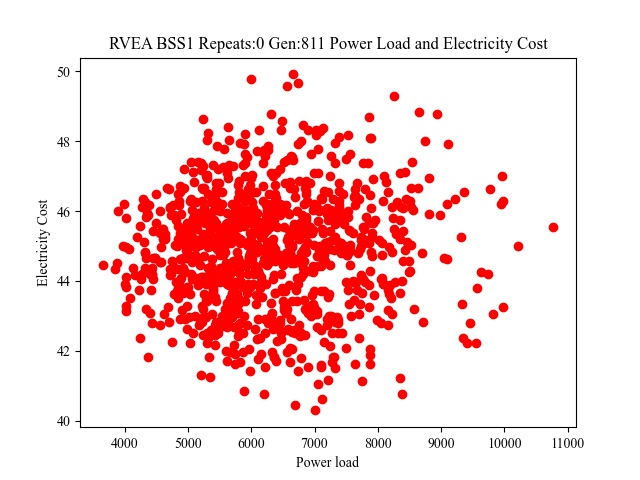 RVEA BSS1 Repeats:0 Gen:811 Power Load and Electricity Cost
50
48
46
44
42
40
Electricity Cost
4000 5000 6000 7000 8000 9000 10000 11000
Power load